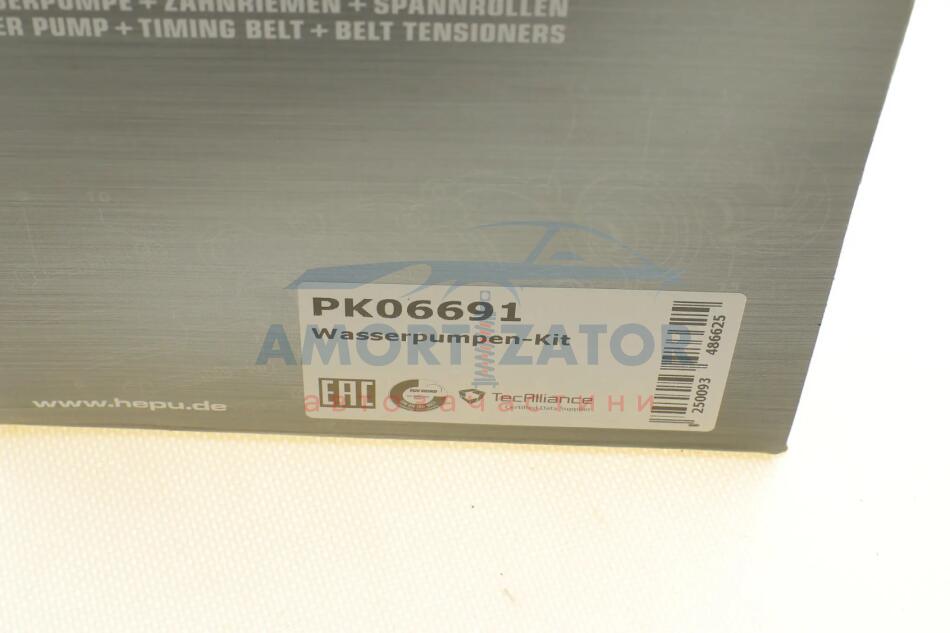 ERPUMPE + ZAHNRIEMEN + SPANNROLLEN
ER PUMP + TIMING BELT + BELT TENSIONERS
PK06691
Wasserpumpen-Kit
AMORTIZATOR
EAC
TecAlliance
Certified Data Supplier
автозапчастини
250093
486625
www.hepu.de